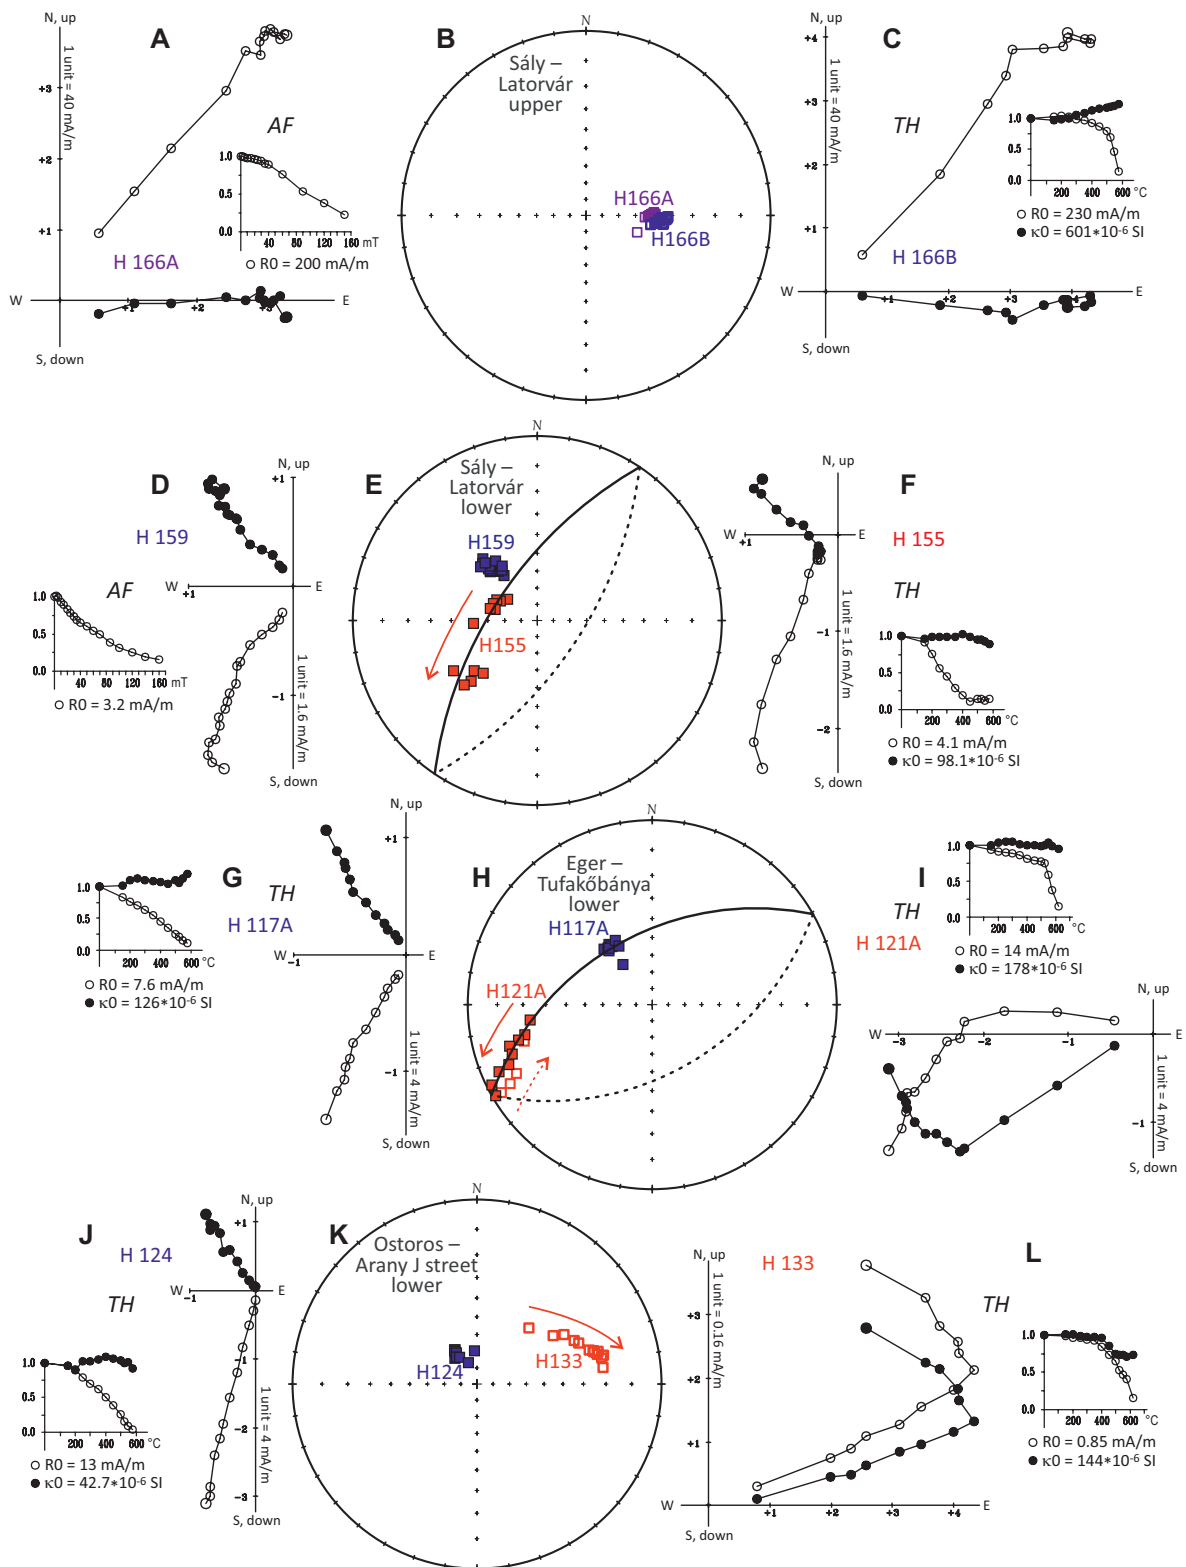 N, up
A
1 unit = 40 mA/m
+3
+2
+1
W
E
+1
+2
+3
S, down
AF
1.0
0.5
0.0
40
80
120
160 mT
R0 = 200 mA/m
H 166A
B
N
Sály –
Latorvár
upper
H166A
H166B
N, up
C
+4
1 unit = 40 mA/m
+3
+2
+1
W
E
+1
+2
+3
+4
S, down
TH
1.0
0.5
0.0
200
400
600 °C
R0 = 230 mA/m
κ0 = 601*10-6 SI
H 166B
D
N, up
+1
H 159
W
E
+1
AF
1.0
0.5
0.0
40
80
120
160
mT
R0 = 3.2 mA/m
-1
1 unit = 1.6 mA/m
S, down
E
N
Sály –
Latorvár
lower
H159
H155
N, up
F
W
E
+1
H 155
TH
-1
-2
1 unit = 1.6 mA/m
S, down
1.0
0.5
0.0
200
400
600
°C
R0 = 4.1 mA/m
κ0 = 98.1*10-6 SI
N, up
+1
G
TH
H 117A
W
E
-1
-1
1 unit = 4 mA/m
S, down
1.0
0.5
0.0
200
400
600
°C
R0 = 7.6 mA/m
κ0 = 126*10-6 SI
H
N
Eger –
Tufakőbánya
lower
H117A
H121A
I
TH
H 121A
1.0
0.5
0.0
200
400
600
°C
R0 = 14 mA/m
κ0 = 178*10-6 SI
W
E
-3
-2
-1
-1
1 unit = 4 mA/m
S, down
J
N, up
+1
H 124
W
E
-1
TH
1.0
0.5
0.0
200
400
600
°C
R0 = 13 mA/m
κ0 = 42.7*10-6 SI
-1
-2
-3
1 unit = 4 mA/m
S, down
K
N
Ostoros –
Arany J street
lower
H124
H133
N, up
1 unit = 0.16 mA/m
H 133
L
TH
+3
+2
+1
W
E
+1
+2
+3
+4
S, down
1.0
0.5
0.0
200
400
600
°C
R0 = 0.85 mA/m
κ0 = 144*10-6 SI